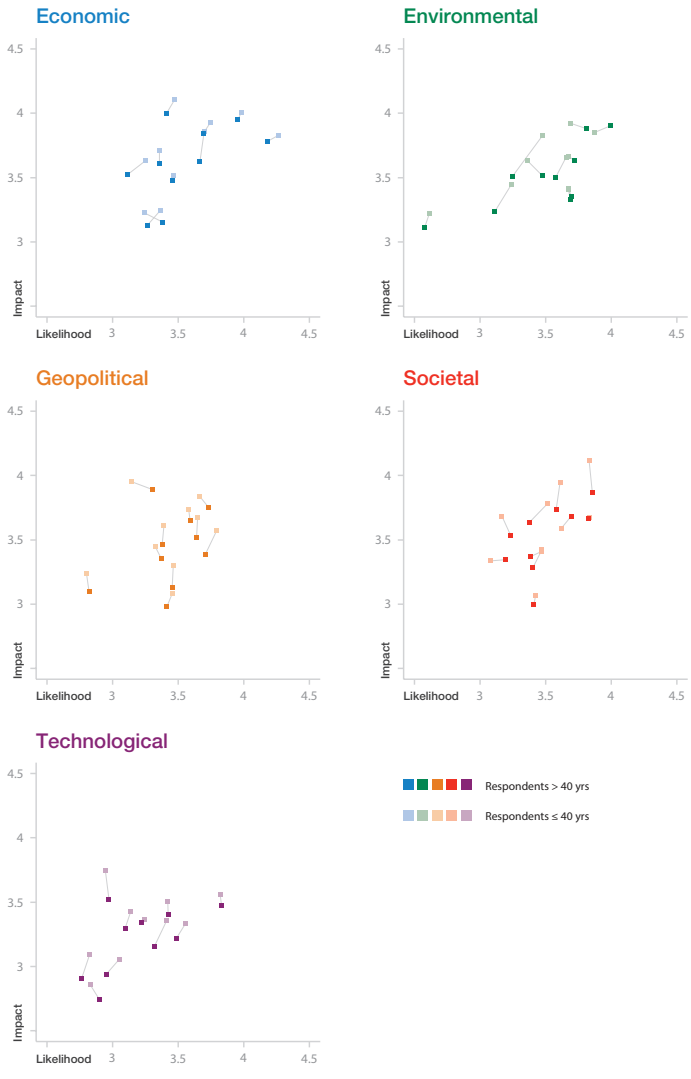 Economic
4.5
4
3.5
3
Impact
Likelihood 3 3.5 4 4.5
Environmental
4.5
4
3.5
3
Impact
Likelihood 3 3.5 4 4.5
Geopolitical
4.5
4
3.5
3
Impact
Likelihood 3 3.5 4 4.5
Societal
4.5
4
3.5
3
Impact
Likelihood 3 3.5 4 4.5
Technological
4.5
4
3.5
3
Impact
Likelihood 3 3.5 4 4.5
Respondents > 40 yrs
Respondents ≤ 40 yrs